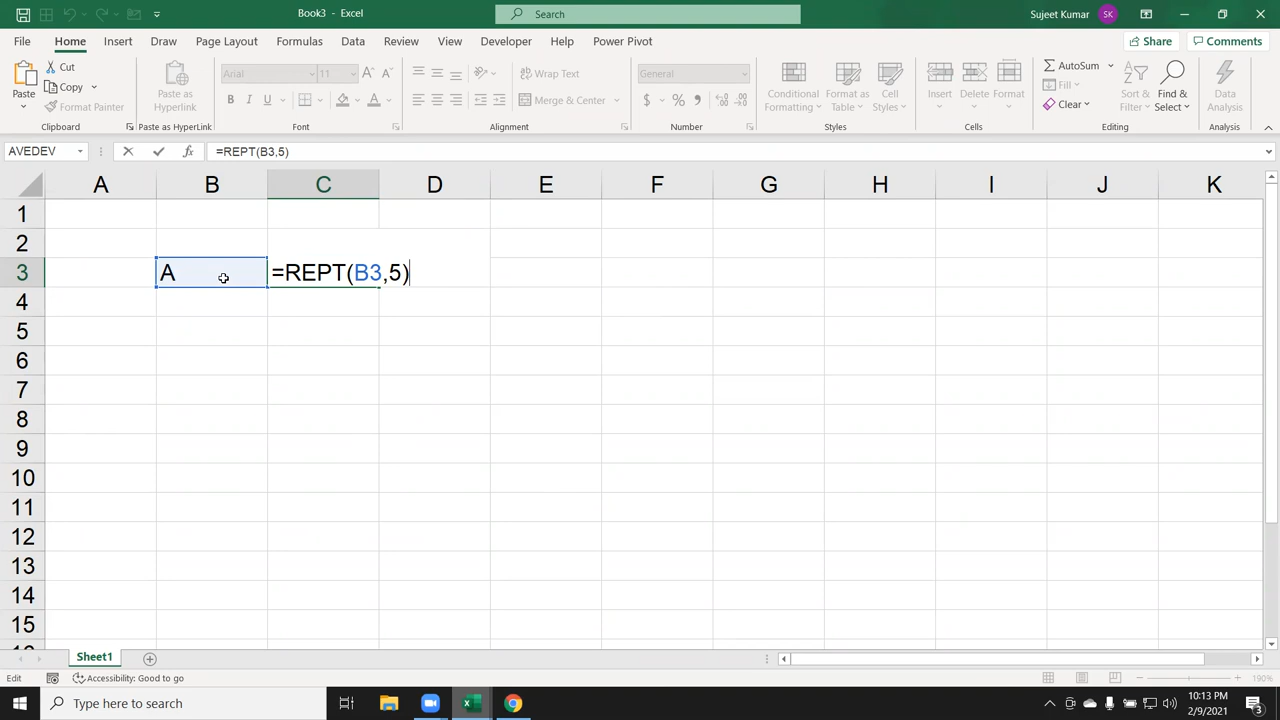 Book3 - Excel
Search
Sujeet Kumar
SK
File Home Insert Draw Page Layout Formulas Data Review View Developer Help Power Pivot
Share
Comments
Paste
Cut
Copy
Format Painter
Clipboard
Paste as
Hyperlink
Paste as HyperLink
Arial
11
B I U
Font
Wrap Text
Merge & Center
Alignment
General
$ % ,
Number
Conditional
Formatting
Format as
Table
Cell
Styles
Styles
Insert
Delete
Format
Cells
AutoSum
Fill
Clear
Sort &
Filter
Find &
Select
Editing
Data
Analysis
Analysis
AVEDEV
fx
=REPT(B3,5)
A B C D E F G H I J K
1
2
3 A =REPT(B3,5)
4
5
6
7
8
9
10
11
12
13
14
15
Sheet1
Edit
Accessibility: Good to go
190%
Type here to search
10:13 PM
2/9/2021
3